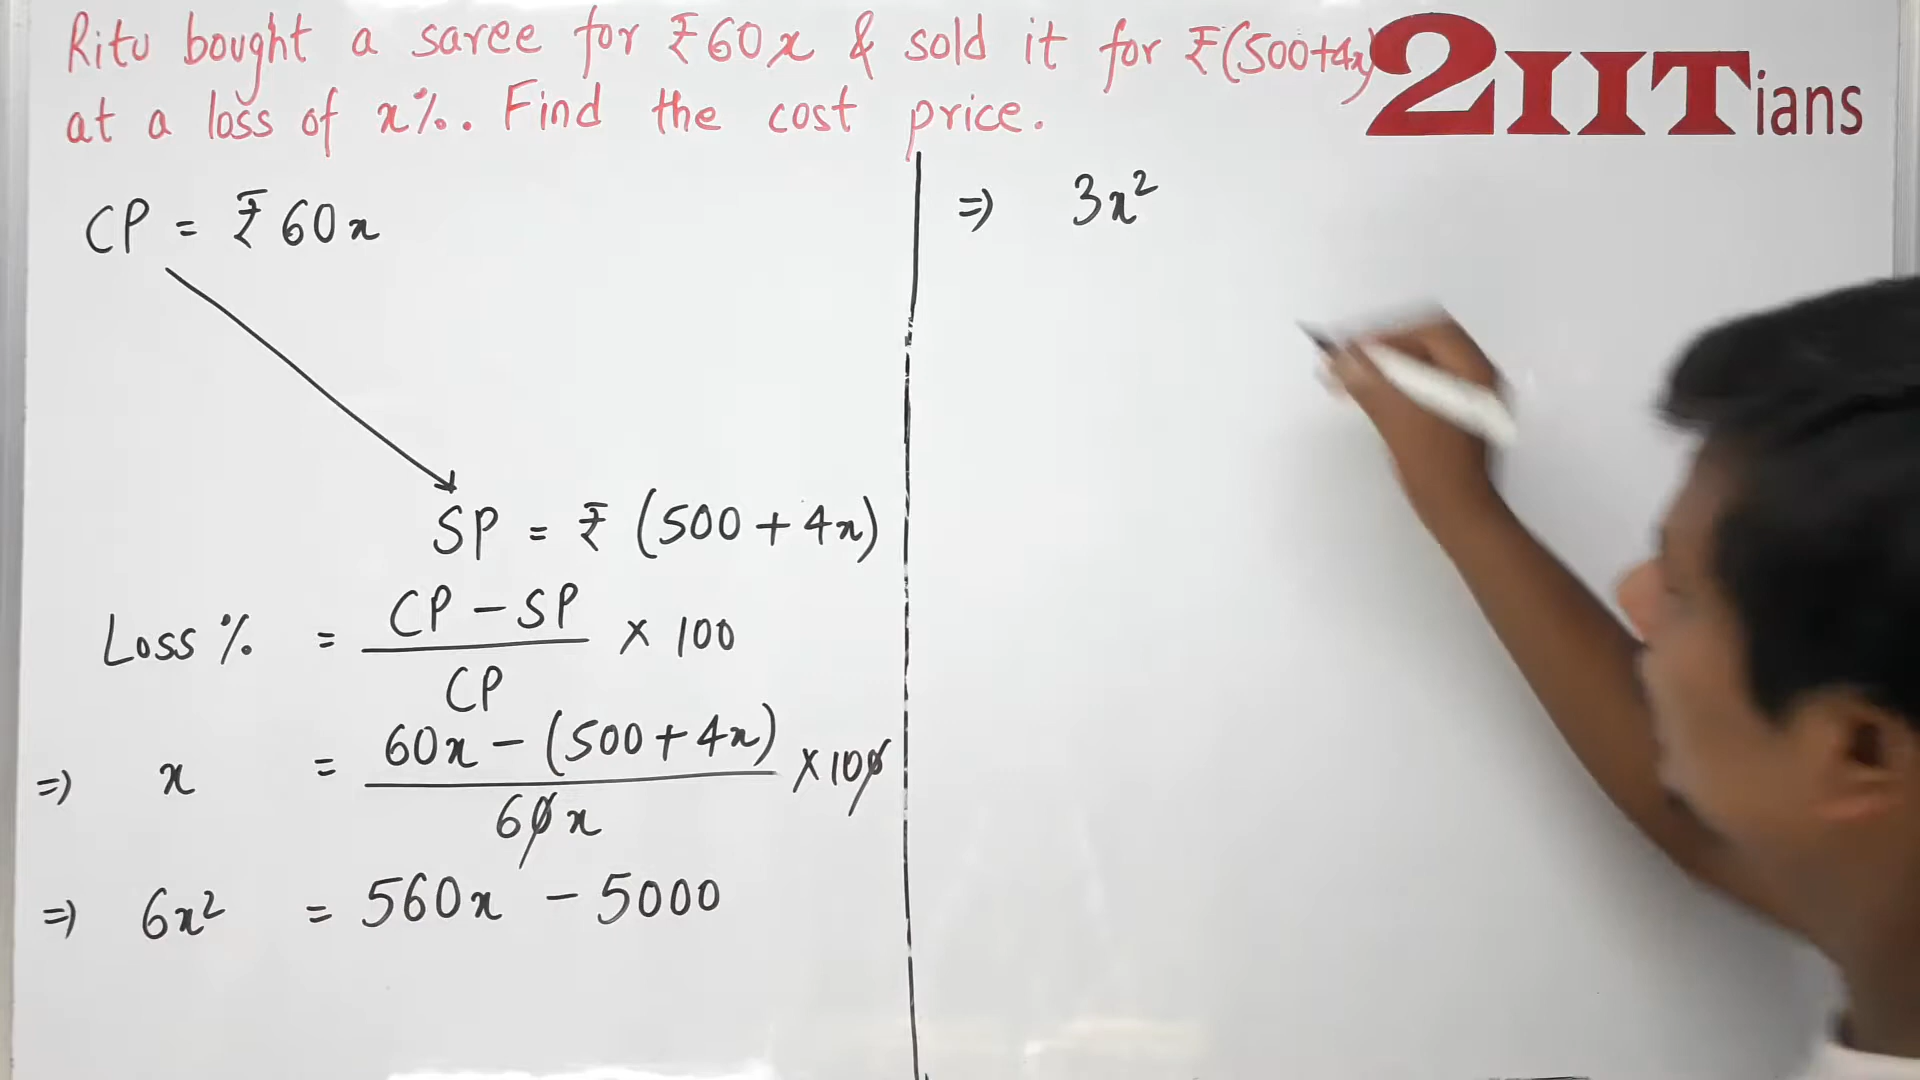 Ritu bought a saree for ₹60x & sold it for ₹(500+4x)
at a loss of x%. Find the cost price.
2IITians
CP = ₹60x
SP = ₹ (500 + 4x)
Loss % = (CP - SP)/CP × 100
⇒ x = (60x - (500 + 4x))/60x × 100
⇒ 6x² = 560x - 5000
⇒ 3x²